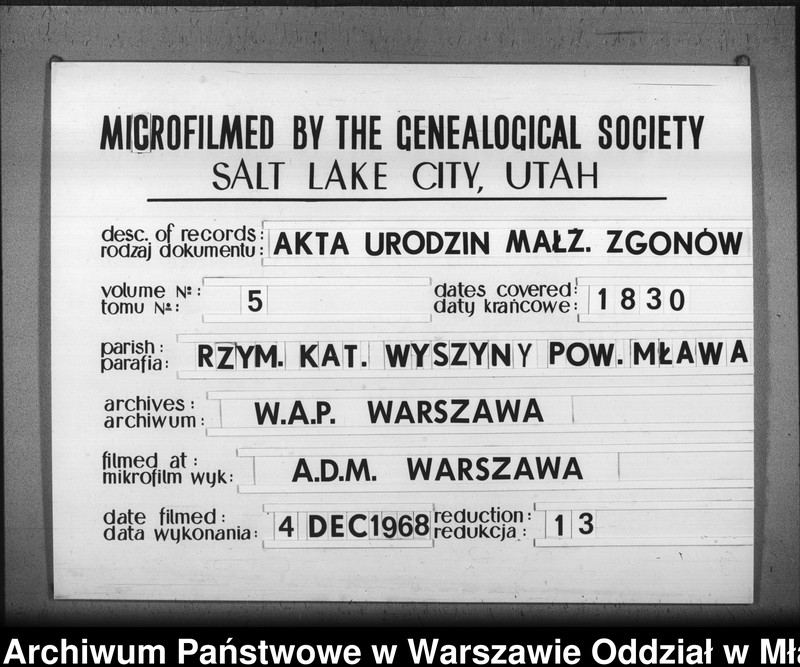 MICROFILMED BY THE GENEALOGICAL SOCIETY
SALT LAKE CITY, UTAH
desc. of records: AKTA URODZIN MAŁŻ. ZGONÓW
rodzaj dokumentu:
volume No: 5 dates covered: 1830
tomu No: daty krańcowe:
parish: RZYM. KAT. WYSZYNY POW. MŁAWA
parafia:
archives: W.A.P. WARSZAWA
archiwum:
filmed at: A.D.M. WARSZAWA
mikrofilm wyk:
date filmed: 4 DEC 1968 reduction: 13
data wykonania: redukcja:
Archiwum Państwowe w Warszawie Oddział w